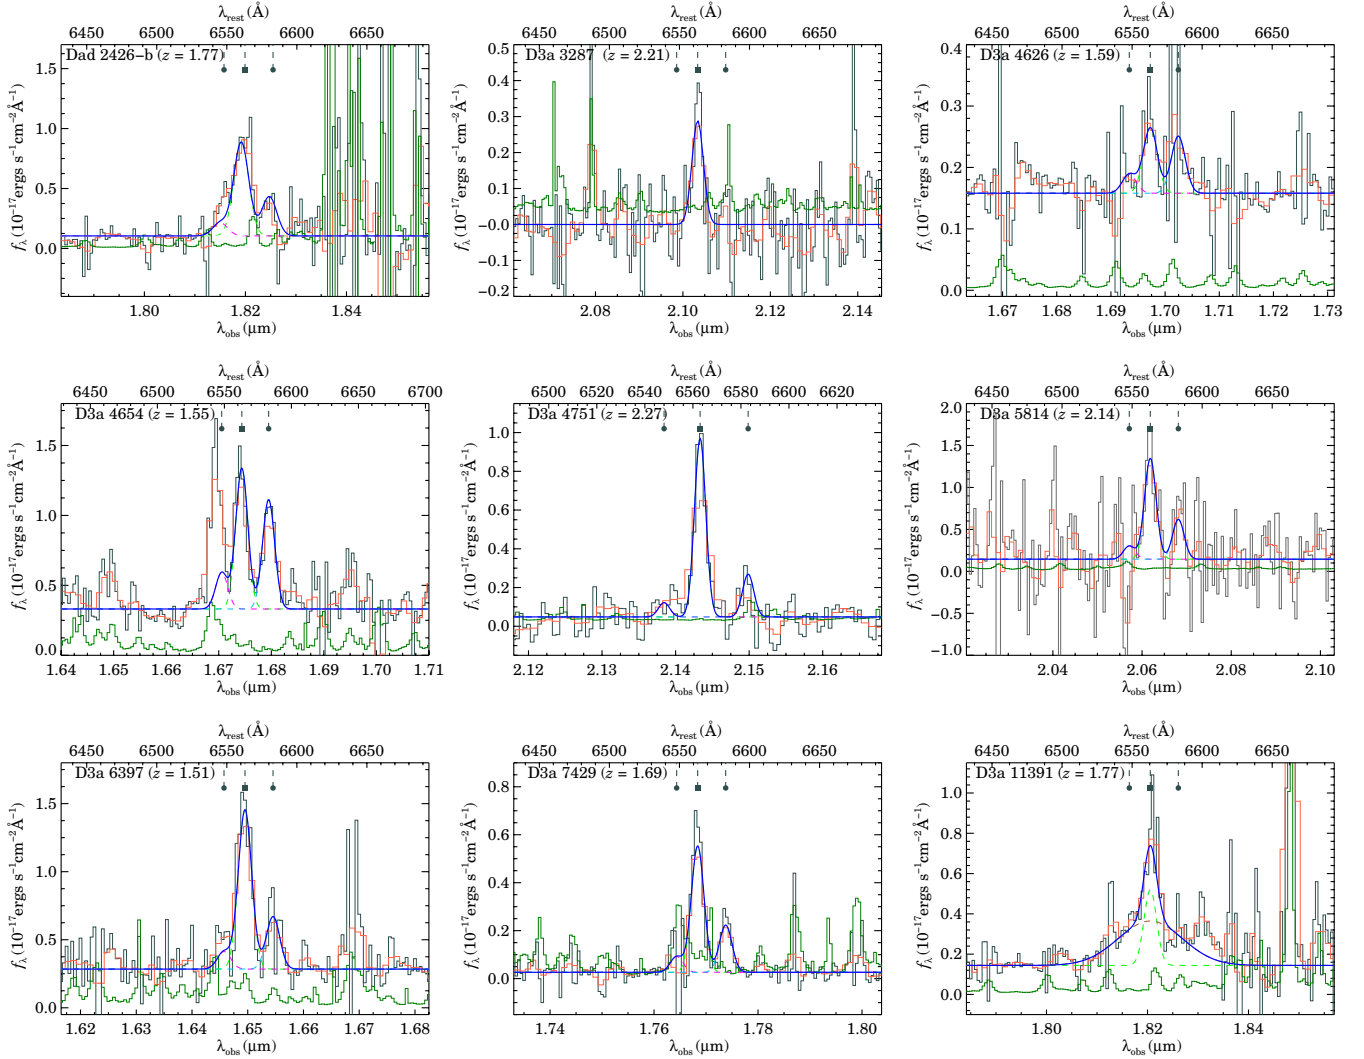 λrest (Å)
6450 6500 6550 6600 6650
Dad 2426−b (z = 1.77)
fλ (10−17ergs s−1cm−2Å−1)
1.5
1.0
0.5
0.0
1.80 1.82 1.84
λobs (μm)
λrest (Å)
6450 6500 6550 6600 6650
D3a 3287 (z = 2.21)
fλ (10−17ergs s−1cm−2Å−1)
0.5
0.4
0.3
0.2
0.1
−0.0
−0.1
−0.2
2.08 2.10 2.12 2.14
λobs (μm)
λrest (Å)
6450 6500 6550 6600 6650
D3a 4626 (z = 1.59)
fλ (10−17ergs s−1cm−2Å−1)
0.4
0.3
0.2
0.1
0.0
1.67 1.68 1.69 1.70 1.71 1.72 1.73
λobs (μm)
λrest (Å)
6450 6500 6550 6600 6650 6700
D3a 4654 (z = 1.55)
fλ (10−17ergs s−1cm−2Å−1)
1.5
1.0
0.5
0.0
1.64 1.65 1.66 1.67 1.68 1.69 1.70 1.71
λobs (μm)
λrest (Å)
6500 6520 6540 6560 6580 6600 6620
D3a 4751 (z = 2.27)
fλ (10−17ergs s−1cm−2Å−1)
1.0
0.8
0.6
0.4
0.2
0.0
2.12 2.13 2.14 2.15 2.16
λobs (μm)
λrest (Å)
6450 6500 6550 6600 6650
D3a 5814 (z = 2.14)
fλ (10−17ergs s−1cm−2Å−1)
2.0
1.5
1.0
0.5
0.0
−0.5
−1.0
2.04 2.06 2.08 2.10
λobs (μm)
λrest (Å)
6450 6500 6550 6600 6650
D3a 6397 (z = 1.51)
fλ (10−17ergs s−1cm−2Å−1)
1.5
1.0
0.5
0.0
1.62 1.63 1.64 1.65 1.66 1.67 1.68
λobs (μm)
λrest (Å)
6450 6500 6550 6600 6650
D3a 7429 (z = 1.69)
fλ (10−17ergs s−1cm−2Å−1)
0.8
0.6
0.4
0.2
0.0
1.74 1.76 1.78 1.80
λobs (μm)
λrest (Å)
6450 6500 6550 6600 6650
D3a 11391 (z = 1.77)
fλ (10−17ergs s−1cm−2Å−1)
1.0
0.8
0.6
0.4
0.2
0.0
1.80 1.82 1.84
λobs (μm)